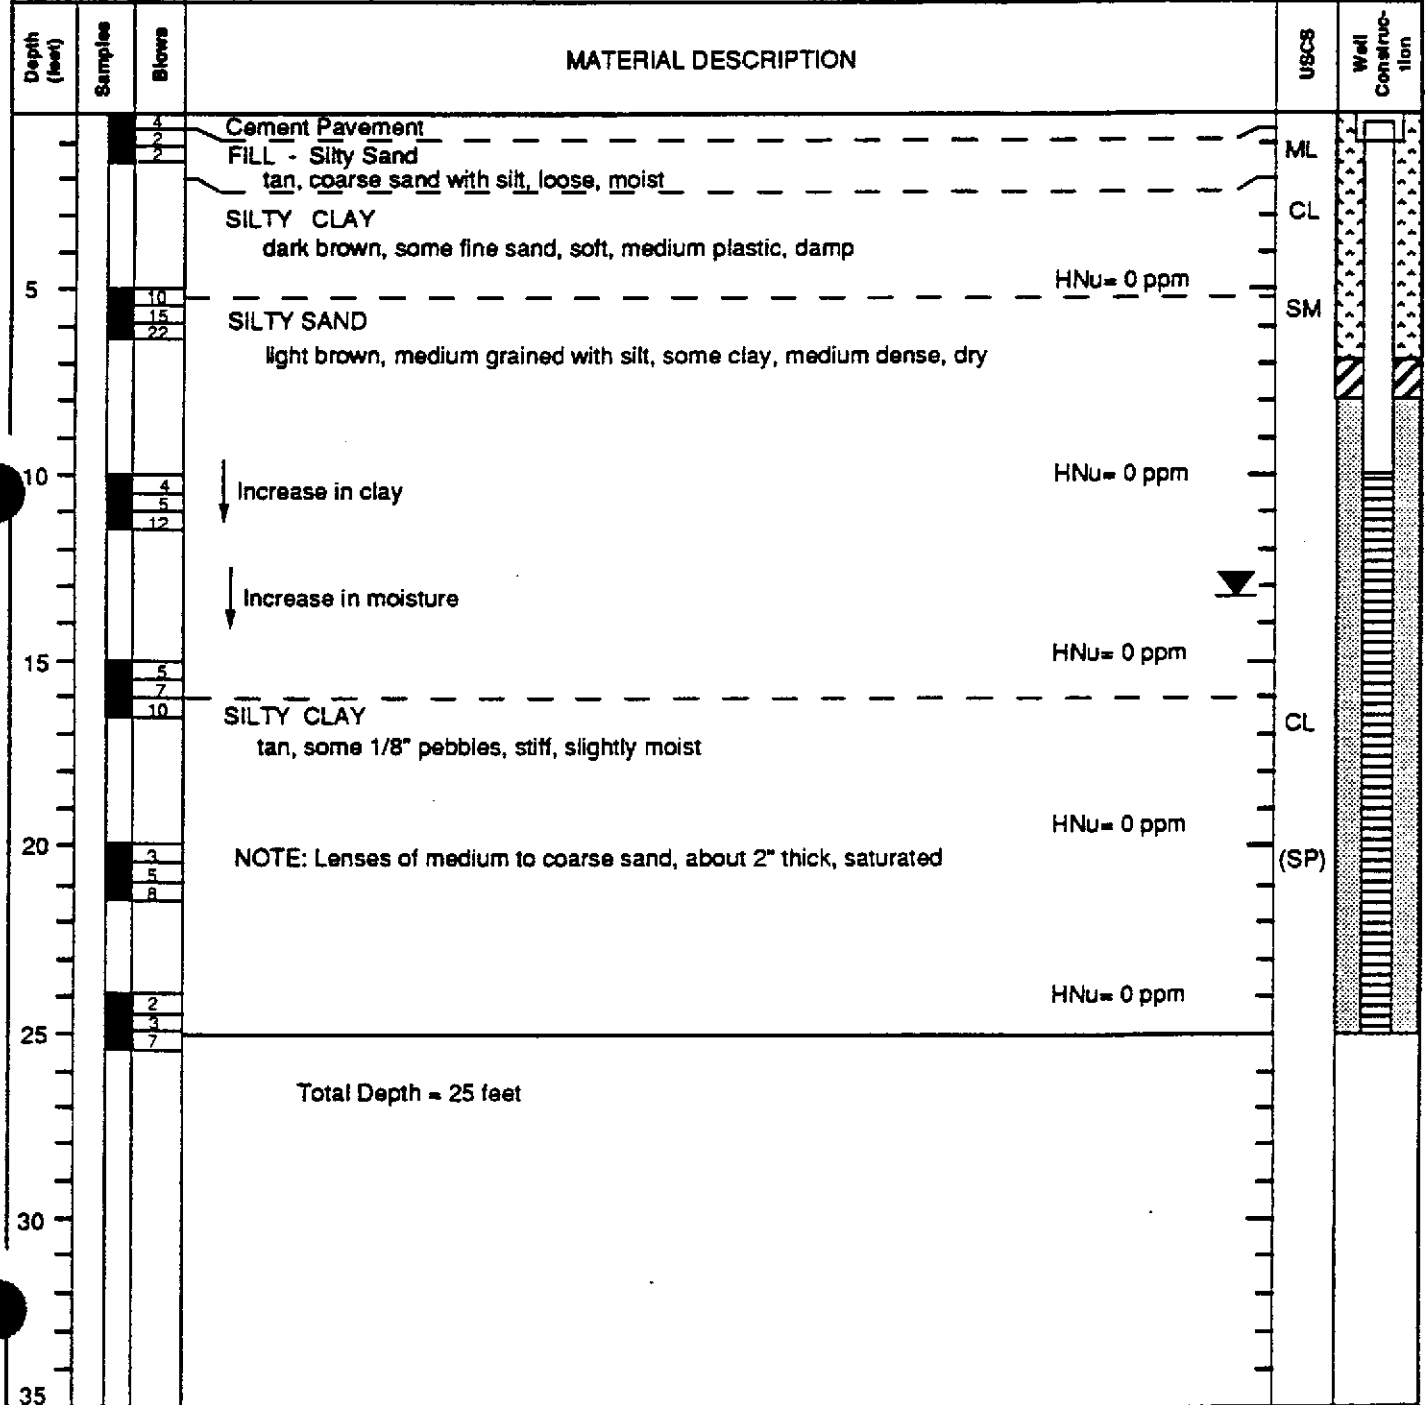 Depth (feet) Samples Blows MATERIAL DESCRIPTION USCS Well Construc-tion
4 Cement Pavement
2
2 FILL - Silty Sand ML
tan, coarse sand with silt, loose, moist
SILTY CLAY CL
dark brown, some fine sand, soft, medium plastic, damp
5 HNu= 0 ppm
10
15 SILTY SAND SM
22
light brown, medium grained with silt, some clay, medium dense, dry
10 HNu= 0 ppm
4 Increase in clay
5
12
Increase in moisture
15 HNu= 0 ppm
5
7
10 SILTY CLAY CL
tan, some 1/8" pebbles, stiff, slightly moist
HNu= 0 ppm
20
3 NOTE: Lenses of medium to coarse sand, about 2" thick, saturated (SP)
5
8
HNu= 0 ppm
2
3
25 7
Total Depth = 25 feet
30
35